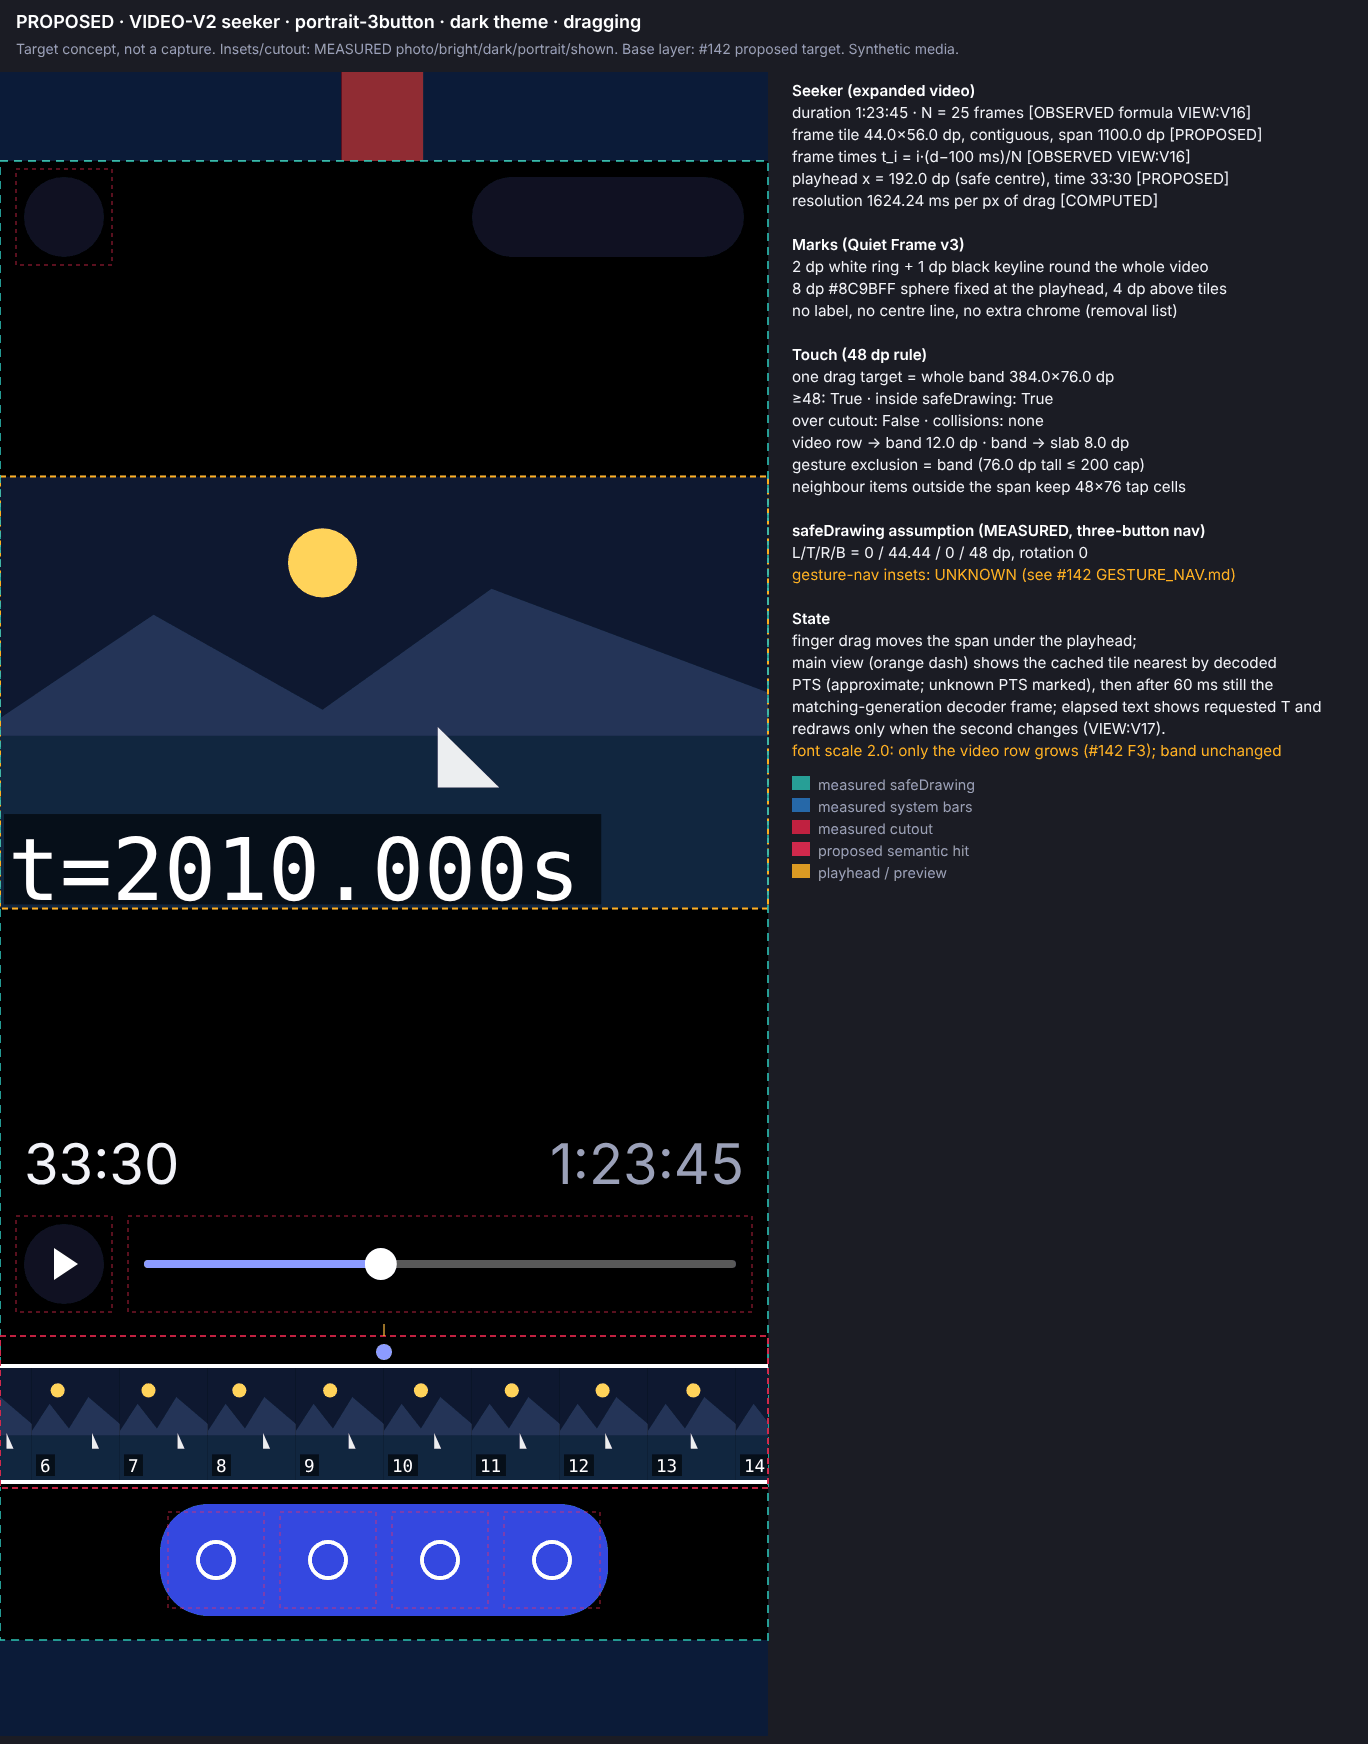 PROPOSED · VIDEO-V2 seeker · portrait-3button · dark theme · dragging
Target concept, not a capture. Insets/cutout: MEASURED photo/bright/dark/portrait/shown. Base layer: #142 proposed target. Synthetic media.
Seeker (expanded video)
duration 1:23:45 · N = 25 frames [OBSERVED formula VIEW:V16]
frame tile 44.0×56.0 dp, contiguous, span 1100.0 dp [PROPOSED]
frame times t_i = i·(d−100 ms)/N [OBSERVED VIEW:V16]
playhead x = 192.0 dp (safe centre), time 33:30 [PROPOSED]
resolution 1624.24 ms per px of drag [COMPUTED]
Marks (Quiet Frame v3)
2 dp white ring + 1 dp black keyline round the whole video
8 dp #8C9BFF sphere fixed at the playhead, 4 dp above tiles
no label, no centre line, no extra chrome (removal list)
Touch (48 dp rule)
one drag target = whole band 384.0×76.0 dp
≥48: True · inside safeDrawing: True
over cutout: False · collisions: none
video row → band 12.0 dp · band → slab 8.0 dp
gesture exclusion = band (76.0 dp tall ≤ 200 cap)
neighbour items outside the span keep 48×76 tap cells
safeDrawing assumption (MEASURED, three-button nav)
L/T/R/B = 0 / 44.44 / 0 / 48 dp, rotation 0
gesture-nav insets: UNKNOWN (see #142 GESTURE_NAV.md)
State
finger drag moves the span under the playhead;
main view (orange dash) shows the cached tile nearest by decoded
PTS (approximate; unknown PTS marked), then after 60 ms still the
matching-generation decoder frame; elapsed text shows requested T and
redraws only when the second changes (VIEW:V17).
font scale 2.0: only the video row grows (#142 F3); band unchanged
measured safeDrawing
measured system bars
measured cutout
proposed semantic hit
playhead / preview
t=2010.000s
33:30 1:23:45
6 7 8 9 10 11 12 13 14